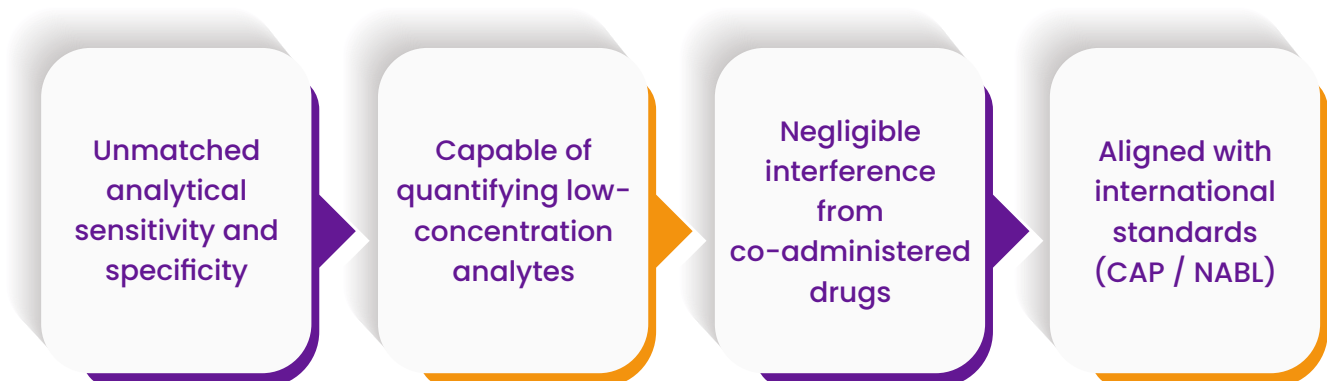 Unmatched
analytical
sensitivity and
specificity
Capable of
quantifying low-
concentration
analytes
Negligible
interference
from
co-administered
drugs
Aligned with
international
standards
(CAP / NABL)